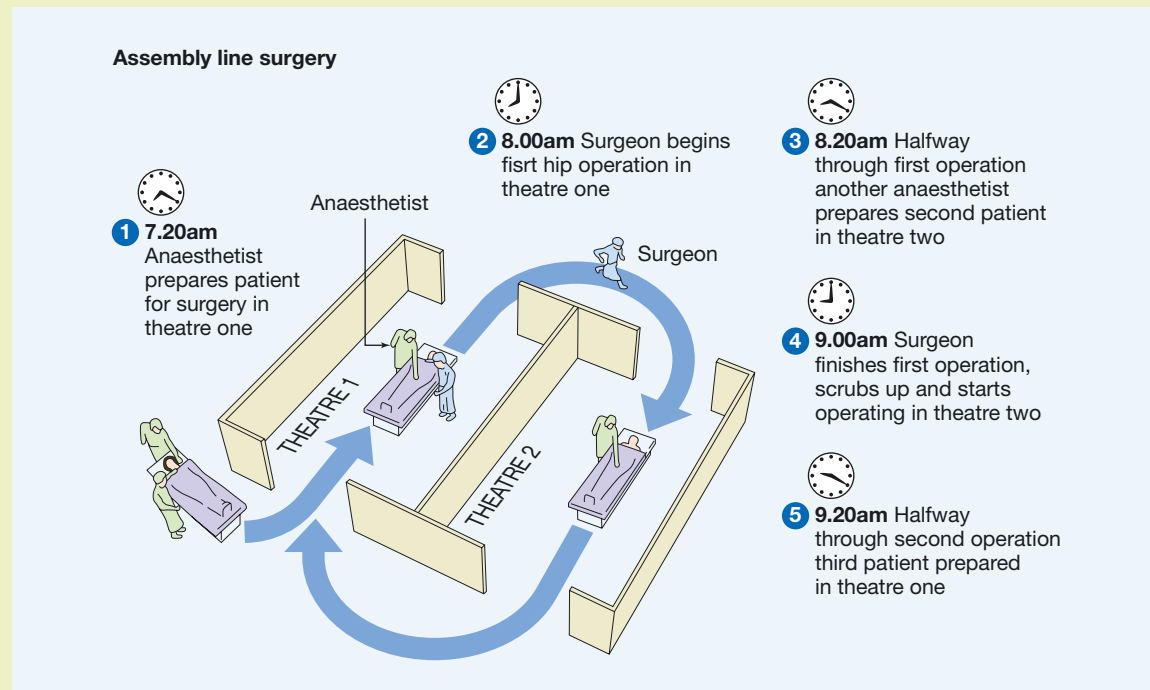 Assembly line surgery
1 7.20am
Anaesthetist
prepares patient
for surgery in
theatre one
Anaesthetist
2 8.00am Surgeon begins
fisrt hip operation in
theatre one
Surgeon
3 8.20am Halfway
through first operation
another anaesthetist
prepares second patient
in theatre two
4 9.00am Surgeon
finishes first operation,
scrubs up and starts
operating in theatre two
5 9.20am Halfway
through second operation
third patient prepared
in theatre one
THEATRE 1
THEATRE 2